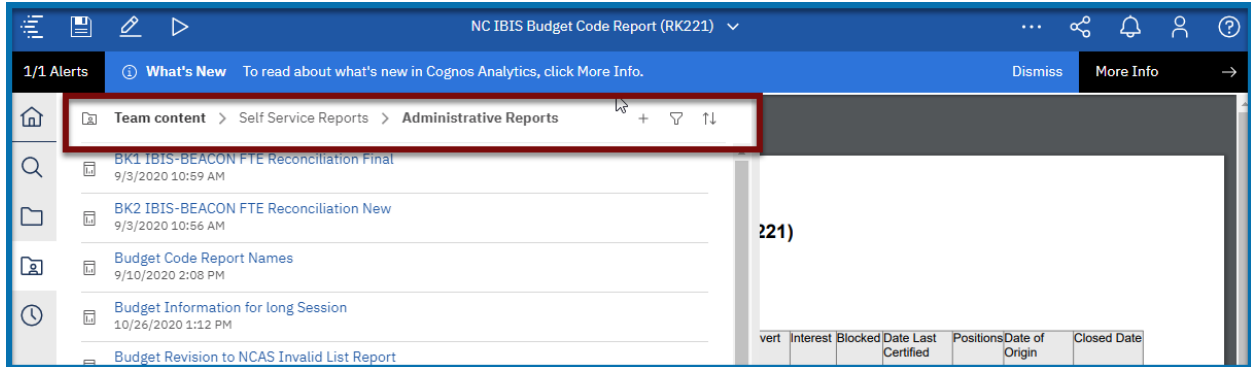 NC IBIS Budget Code Report (RK221)
1/1 Alerts
What's New To read about what's new in Cognos Analytics, click More Info.
Dismiss
More Info
Team content > Self Service Reports > Administrative Reports
BK1 IBIS-BEACON FTE Reconciliation Final
9/3/2020 10:59 AM
BK2 IBIS-BEACON FTE Reconciliation New
9/3/2020 10:56 AM
Budget Code Report Names
9/10/2020 2:08 PM
Budget Information for long Session
10/26/2020 1:12 PM
Budget Revision to NCAS Invalid List Report
221)
vert Interest Blocked Date Last Positions Date of Closed Date
Certified Origin